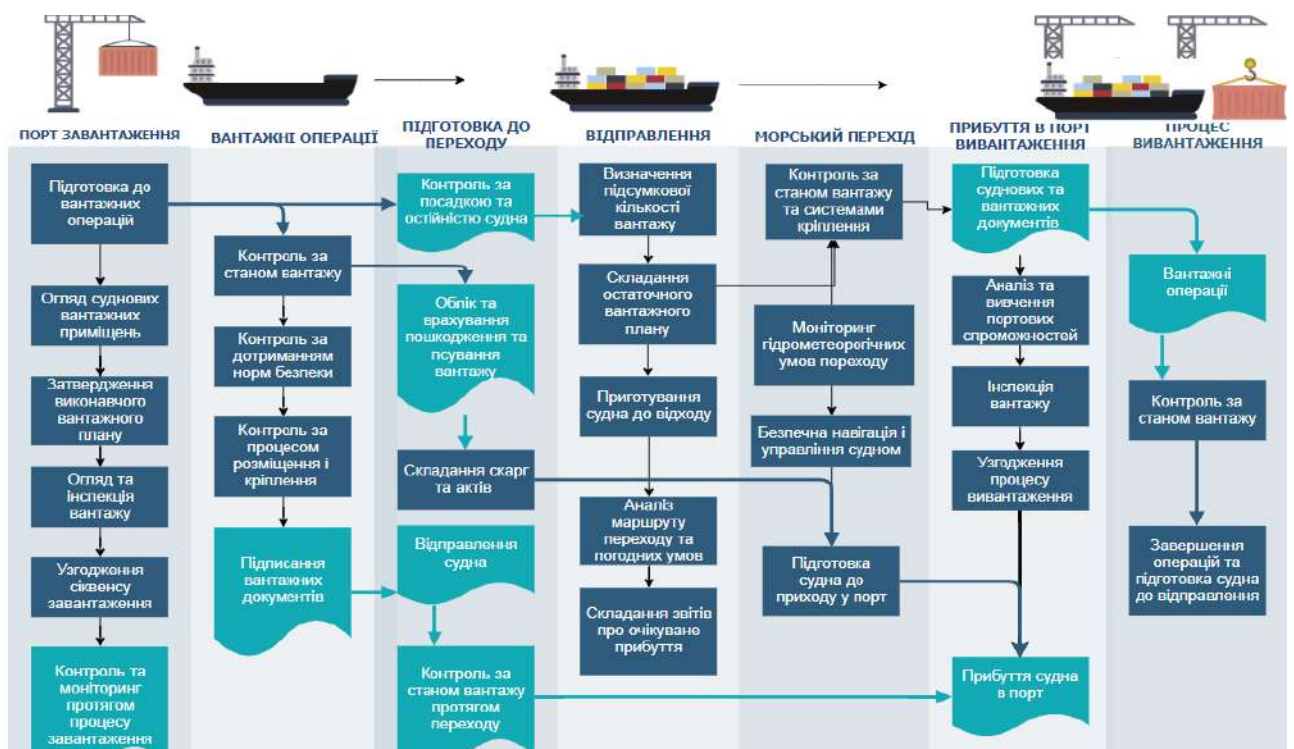 ПОРТ ЗАВАНТАЖЕННЯ
Підготовка до
вантажних
операцій
Огляд суднових
вантажних
приміщень
Затвердження
виконавчого
вантажного
плану
Огляд та
інспекція
вантажу
Узгодження
сіквенсу
завантаження
Контроль та
моніторинг
протягом
процесу
завантаження
ВАНТАЖНІ ОПЕРАЦІЇ
Контроль за
станом вантажу
Контроль за
дотриманням
норм безпеки
Контроль за
процесом
розміщення і
кріплення
Підписання
вантажних
документів
ПІДГОТОВКА ДО
ПЕРЕХОДУ
Контроль за
посадкою та
остійністю судна
Облік та
врахування
пошкодження та
псування
вантажу
Складання скарг
та актів
Відправлення
судна
Контроль за
станом вантажу
протягом
переходу
ВІДПРАВЛЕННЯ
Визначення
підсумкової
кількості
вантажу
Складання
остаточного
вантажного
плану
Приготування
судна до відходу
Аналіз
маршруту
переходу та
погодних умов
Складання звітів
про очікуване
прибуття
МОРСЬКИЙ ПЕРЕХІД
Контроль за
станом вантажу
та системами
кріплення
Моніторинг
гідрометеорогічних
умов переходу
Безпечна навігація і
управління судном
Підготовка
судна до
приходу у порт
ПРИБУТТЯ В ПОРТ
ВИВАНТАЖЕННЯ
Підготовка
суднових та
вантажних
документів
Аналіз та
вивчення
портових
спроможностей
Інспекція
вантажу
Узгодження
процесу
вивантаження
Прибуття судна
в порт
ПРОЦЕС
ВИВАНТАЖЕННЯ
Вантажні
операції
Контроль за
станом вантажу
Завершення
операцій та
підготовка судна
до відправлення